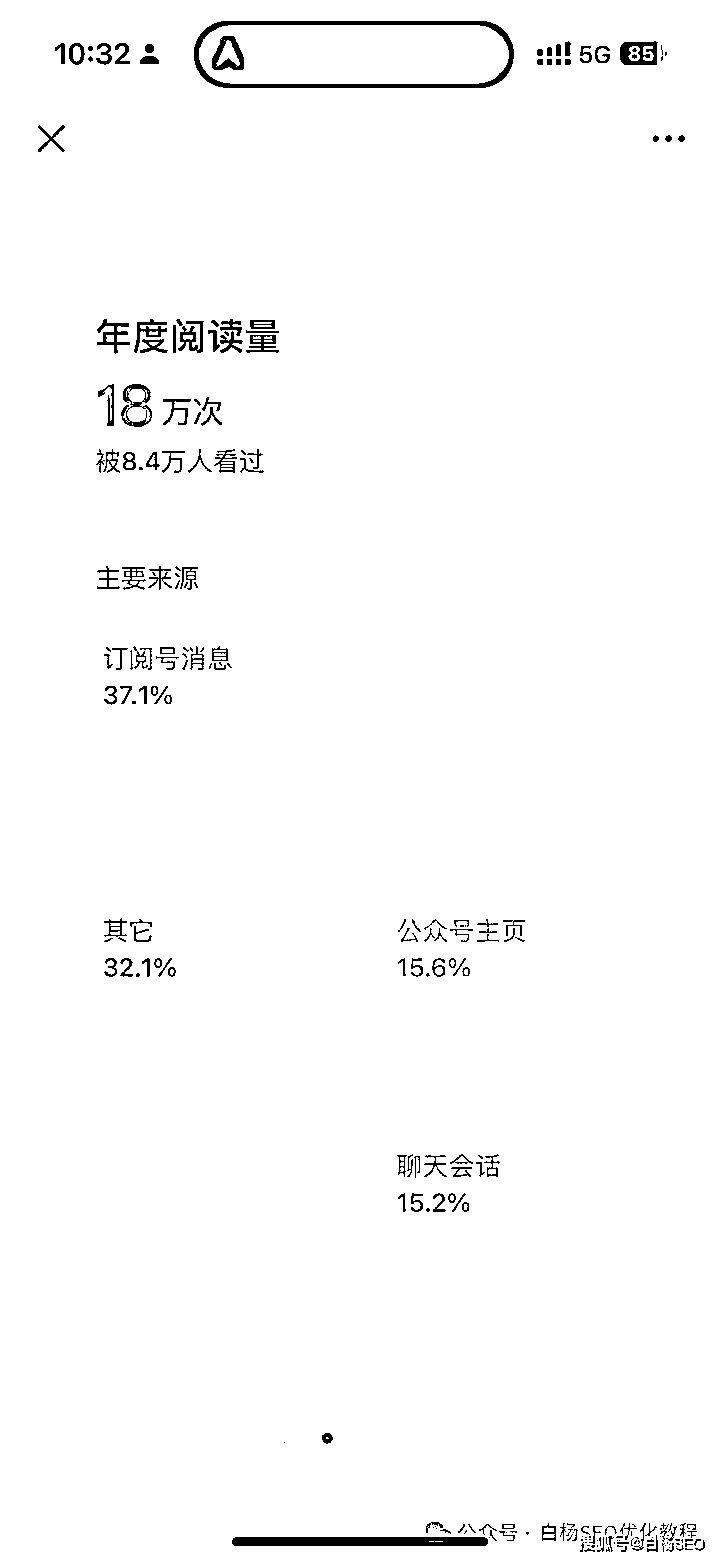 10:32
5G 85
年度阅读量
18 万次
被8.4万人看过
主要来源
订阅号消息
37.1%
其它
32.1%
公众号主页
15.6%
聊天会话
15.2%
公众号 · 白杨SEO优化教程
搜狐号@白杨SEO